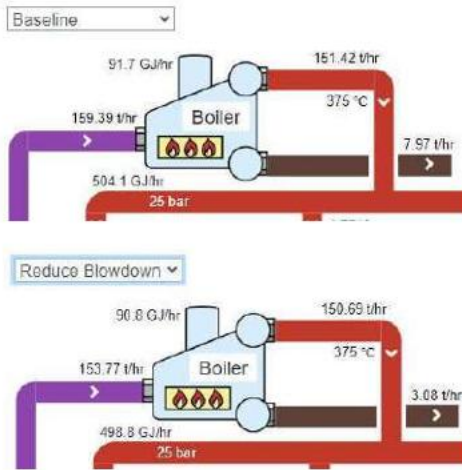 Baseline
91.7 GJ/hr
151.42 t/hr
375 °C
159.39 t/hr
Boiler
7.97 t/hr
504.1 GJ/hr
25 bar
Reduce Blowdown
90.8 GJ/hr
150.69 t/hr
375 °C
153.77 t/hr
Boiler
3.08 t/hr
498.8 GJ/hr
25 bar